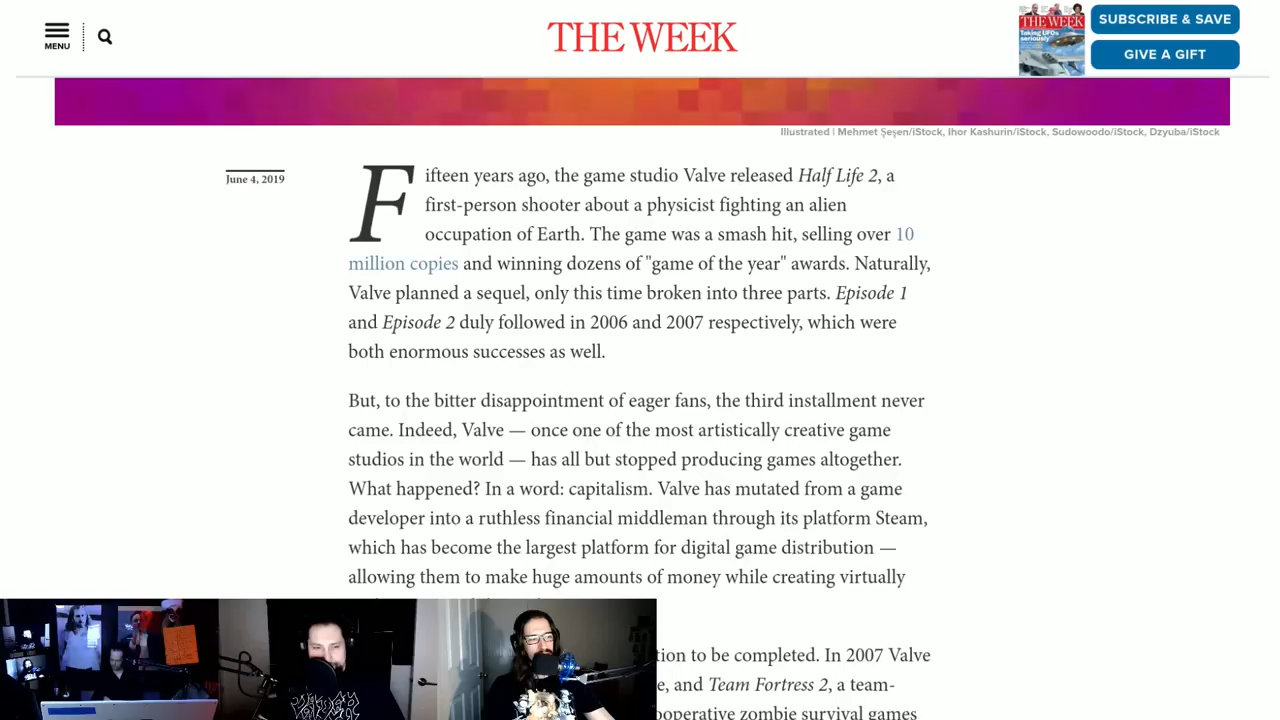 MENU
THE WEEK
THE WEEK
Taking UFOs
seriously
SUBSCRIBE & SAVE
GIVE A GIFT
Illustrated | Mehmet Şeşen/iStock, Ihor Kashurin/iStock, Sudowoodo/iStock, Dzyuba/iStock
June 4, 2019
Fifteen years ago, the game studio Valve released Half Life 2, a
first-person shooter about a physicist fighting an alien
occupation of Earth. The game was a smash hit, selling over 10
million copies and winning dozens of "game of the year" awards. Naturally,
Valve planned a sequel, only this time broken into three parts. Episode 1
and Episode 2 duly followed in 2006 and 2007 respectively, which were
both enormous successes as well.
But, to the bitter disappointment of eager fans, the third installment never
came. Indeed, Valve — once one of the most artistically creative game
studios in the world — has all but stopped producing games altogether.
What happened? In a word: capitalism. Valve has mutated from a game
developer into a ruthless financial middleman through its platform Steam,
which has become the largest platform for digital game distribution —
allowing them to make huge amounts of money while creating virtually
tion to be completed. In 2007 Valve
e, and Team Fortress 2, a team-
ooperative zombie survival games